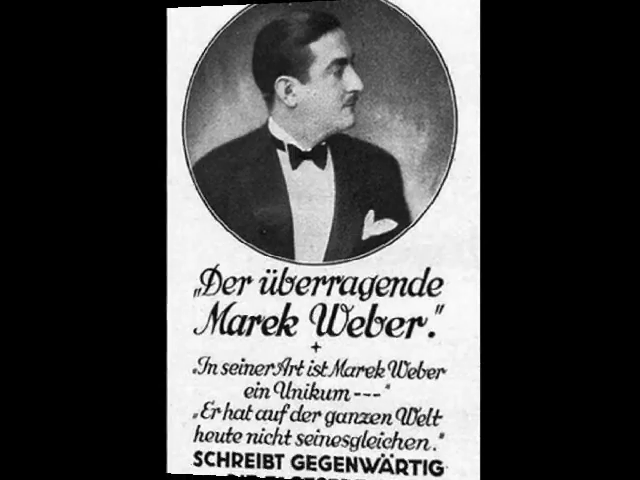 „Der überragende
Marek Weber."
+
„In seiner Art ist Marek Weber
ein Unikum ---"
„Er hat auf der ganzen Welt
heute nicht seinesgleichen."
SCHREIBT GEGENWÄRTIG